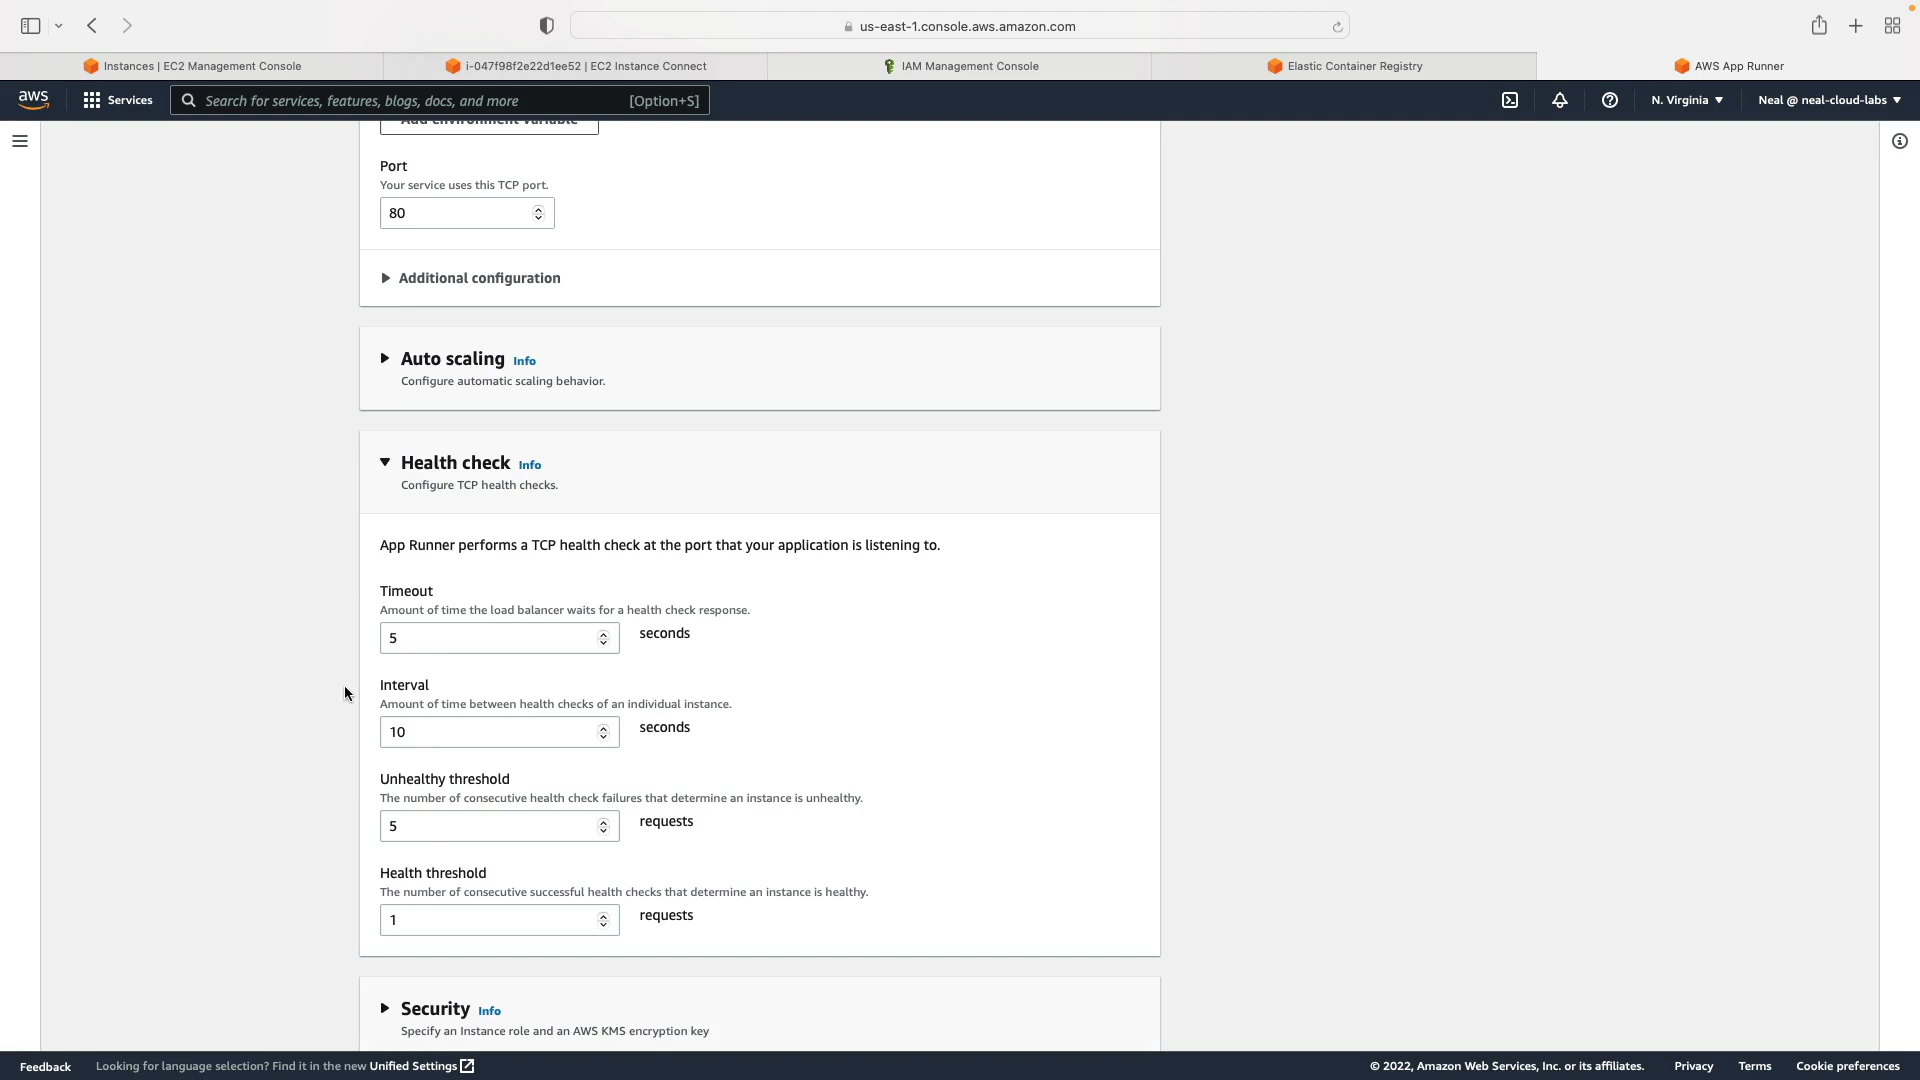 us-east-1.console.aws.amazon.com
Instances | EC2 Management Console
i-047f98f2e22d1ee52 | EC2 Instance Connect
IAM Management Console
Elastic Container Registry
AWS App Runner
aws
Services
Search for services, features, blogs, docs, and more
[Option+S]
N. Virginia
Neal @ neal-cloud-labs
Add environment variable
Port
Your service uses this TCP port.
80
Additional configuration
Auto scaling Info
Configure automatic scaling behavior.
Health check Info
Configure TCP health checks.
App Runner performs a TCP health check at the port that your application is listening to.
Timeout
Amount of time the load balancer waits for a health check response.
5 seconds
Interval
Amount of time between health checks of an individual instance.
10 seconds
Unhealthy threshold
The number of consecutive health check failures that determine an instance is unhealthy.
5 requests
Health threshold
The number of consecutive successful health checks that determine an instance is healthy.
1 requests
Security Info
Specify an Instance role and an AWS KMS encryption key
Feedback
Looking for language selection? Find it in the new Unified Settings
© 2022, Amazon Web Services, Inc. or its affiliates.
Privacy
Terms
Cookie preferences